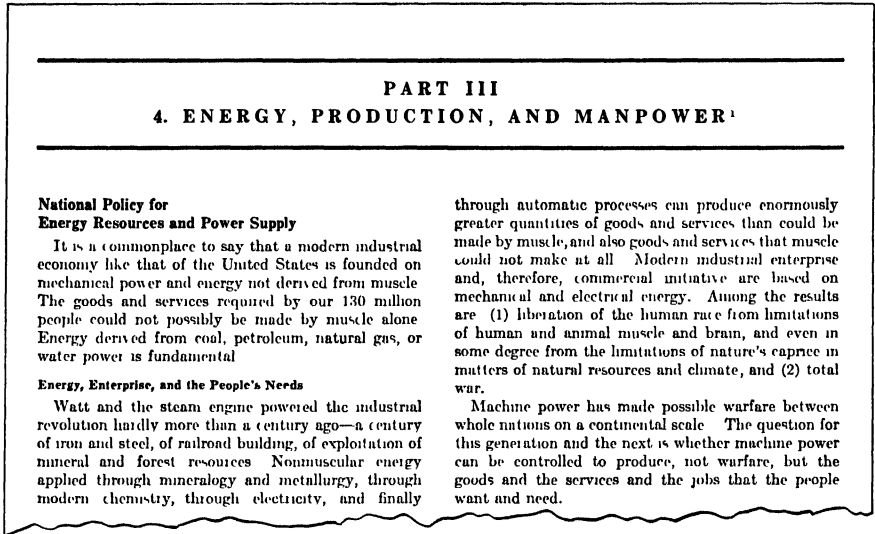 PART III
4. ENERGY, PRODUCTION, AND MANPOWER¹
National Policy for
Energy Resources and Power Supply
It is a commonplace to say that a modern industrial
economy like that of the United States is founded on
mechanical power and energy not derived from muscle
The goods and services required by our 130 million
people could not possibly be made by muscle alone
Energy derived from coal, petroleum, natural gas, or
water power is fundamental
Energy, Enterprise, and the People's Needs
Watt and the steam engine powered the industrial
revolution hardly more than a century ago—a century
of iron and steel, of railroad building, of exploitation of
mineral and forest resources Nonmuscular energy
applied through mineralogy and metallurgy, through
modern chemistry, through electricity, and finally
through automatic processes can produce enormously
greater quantities of goods and services than could be
made by muscle, and also goods and services that muscle
could not make at all Modern industrial enterprise
and, therefore, commercial initiative are based on
mechanical and electrical energy. Among the results
are (1) liberation of the human race from limitations
of human and animal muscle and brain, and even in
some degree from the limitations of nature's caprice in
matters of natural resources and climate, and (2) total
war.
Machine power has made possible warfare between
whole nations on a continental scale The question for
this generation and the next is whether machine power
can be controlled to produce, not warfare, but the
goods and the services and the jobs that the people
want and need.